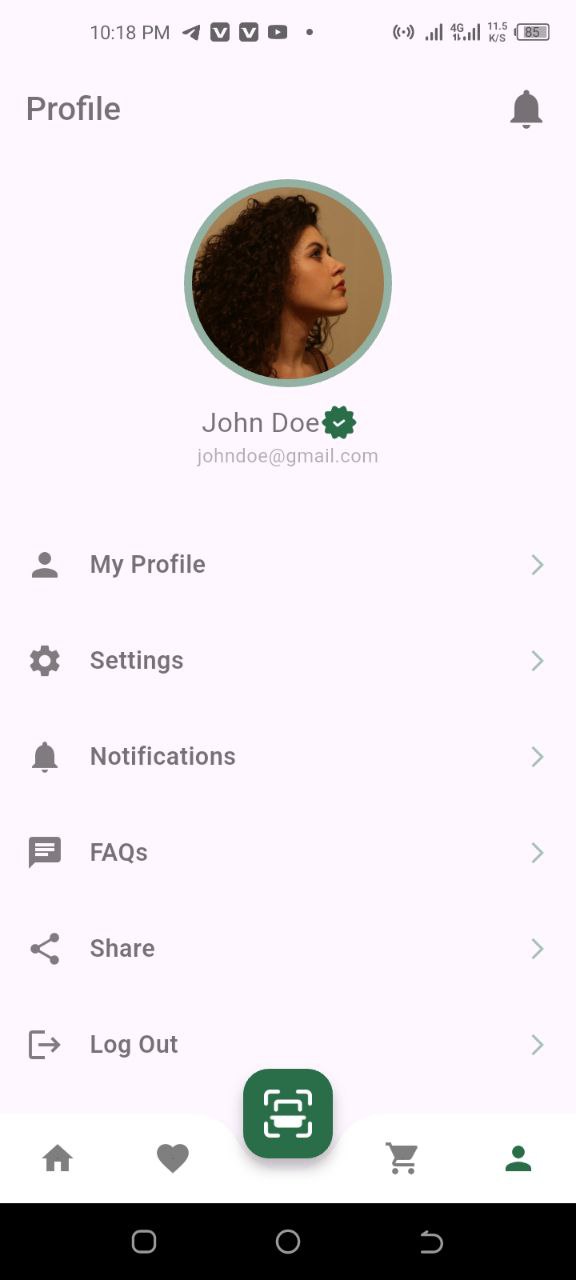 10:18 PM 4G 11.5 K/S 85
Profile
John Doe
johndoe@gmail.com
My Profile
Settings
Notifications
FAQs
Share
Log Out